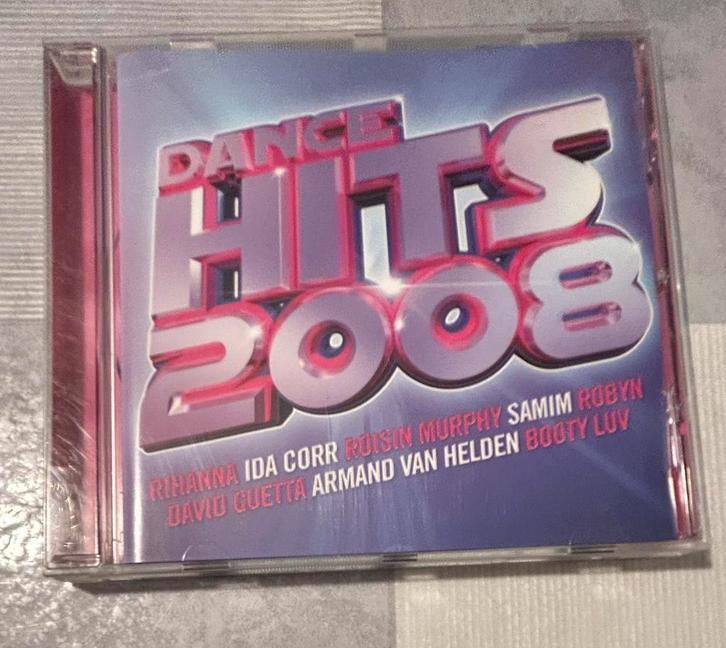 DANCE
HITS
2008
RIHANNA IDA CORR ROISIN MURPHY SAMIM ROBYN
DAVID GUETTA ARMAND VAN HELDEN BOOTY LUV